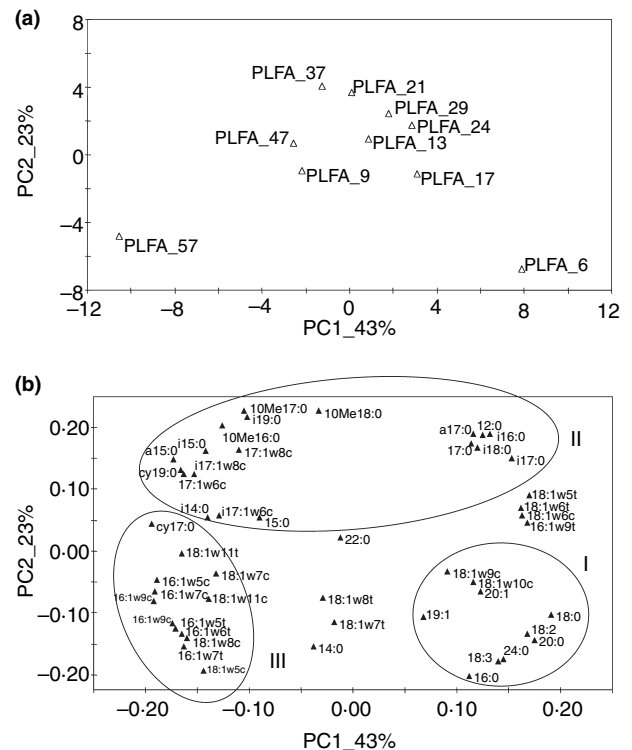 (a)
8
4
0
−4
−8
PC2_23%
PLFA_37
PLFA_21
PLFA_29
PLFA_24
PLFA_47
PLFA_13
PLFA_9
PLFA_17
PLFA_57
PLFA_6
−12
−8
−4
0
4
8
12
PC1_43%
(b)
0·20
0·10
0·00
−0·10
−0·20
PC2_23%
10Me17:0
10Me18:0
i19:0
10Me16:0
17:1w8c
a15:0
i15:0
i17:1w8c
cy19:0
17:1w6c
a17:0
12:0
i16:0
i18:0
i17:0
II
i14:0
i17:1w6c
15:0
cy17:0
22:0
18:1w5t
18:1w6t
18:1w6c
16:1w9t
I
18:1w11t
18:1w7c
16:1w5c
16:1w7c
16:1w9c
18:1w11c
18:1w8t
18:1w7t
18:1w9c
18:1w10c
20:1
19:1
18:0
16:1w9c
16:1w5t
16:1w6t
18:1w8c
16:1w7t
18:1w5c
III
14:0
18:2
20:0
24:0
18:3
16:0
−0·20
−0·10
0·00
0·10
0·20
PC1_43%